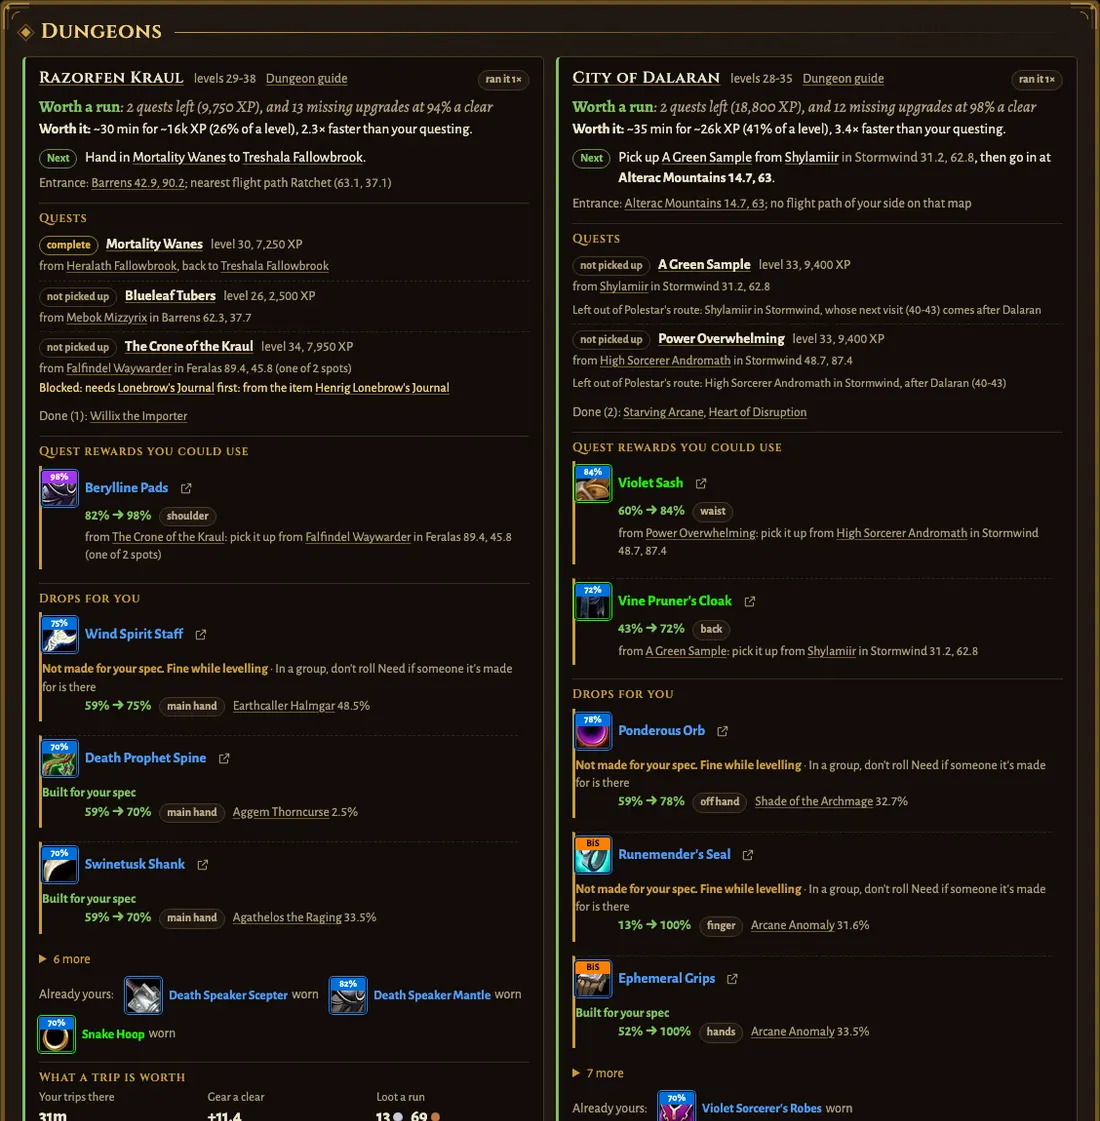 Dungeons
Razorfen Kraul levels 29-38 Dungeon guide ran it 1×
Worth a run: 2 quests left (9,750 XP), and 13 missing upgrades at 94% a clear
Worth it: ~30 min for ~16k XP (26% of a level), 2.3× faster than your questing.
Next Hand in Mortality Wanes to Treshala Fallowbrook.
Entrance: Barrens 42.9, 90.2; nearest flight path Ratchet (63.1, 37.1)
Quests
complete Mortality Wanes level 30, 7,250 XP
from Heralath Fallowbrook, back to Treshala Fallowbrook
not picked up Blueleaf Tubers level 26, 2,500 XP
from Mebok Mizzyrix in Barrens 62.3, 37.7
not picked up The Crone of the Kraul level 34, 7,950 XP
from Falfindel Waywarder in Feralas 89.4, 45.8 (one of 2 spots)
Blocked: needs Lonebrow's Journal first: from the item Henrig Lonebrow's Journal
Done (1): Willix the Importer
Quest rewards you could use
98%
Berylline Pads
82% → 98% shoulder
from The Crone of the Kraul: pick it up from Falfindel Waywarder in Feralas 89.4, 45.8
(one of 2 spots)
Drops for you
75%
Wind Spirit Staff
Not made for your spec. Fine while levelling · In a group, don't roll Need if someone it's made
for is there
59% → 75% main hand Earthcaller Halmgar 48.5%
70%
Death Prophet Spine
Built for your spec
59% → 70% main hand Aggem Thorncurse 2.5%
70%
Swinetusk Shank
Built for your spec
59% → 70% main hand Agathelos the Raging 33.5%
6 more
Already yours: Death Speaker Scepter worn 82% Death Speaker Mantle worn
70% Snake Hoop worn
What a trip is worth
Your trips there Gear a clear Loot a run
31m +11.4 13 69
City of Dalaran levels 28-35 Dungeon guide ran it 1×
Worth a run: 2 quests left (18,800 XP), and 12 missing upgrades at 98% a clear
Worth it: ~35 min for ~26k XP (41% of a level), 3.4× faster than your questing.
Next Pick up A Green Sample from Shylamiir in Stormwind 31.2, 62.8, then go in at
Alterac Mountains 14.7, 63.
Entrance: Alterac Mountains 14.7, 63; no flight path of your side on that map
Quests
not picked up A Green Sample level 33, 9,400 XP
from Shylamiir in Stormwind 31.2, 62.8
Left out of Polestar's route: Shylamiir in Stormwind, whose next visit (40-43) comes after Dalaran
not picked up Power Overwhelming level 33, 9,400 XP
from High Sorcerer Andromath in Stormwind 48.7, 87.4
Left out of Polestar's route: High Sorcerer Andromath in Stormwind, after Dalaran (40-43)
Done (2): Starving Arcane, Heart of Disruption
Quest rewards you could use
84%
Violet Sash
60% → 84% waist
from Power Overwhelming: pick it up from High Sorcerer Andromath in Stormwind
48.7, 87.4
72%
Vine Pruner's Cloak
43% → 72% back
from A Green Sample: pick it up from Shylamiir in Stormwind 31.2, 62.8
Drops for you
78%
Ponderous Orb
Not made for your spec. Fine while levelling · In a group, don't roll Need if someone it's made
for is there
59% → 78% off hand Shade of the Archmage 32.7%
BiS
Runemender's Seal
Not made for your spec. Fine while levelling · In a group, don't roll Need if someone it's made
for is there
13% → 100% finger Arcane Anomaly 31.6%
BiS
Ephemeral Grips
Built for your spec
52% → 100% hands Arcane Anomaly 33.5%
7 more
Already yours: 70% Violet Sorcerer's Robes worn